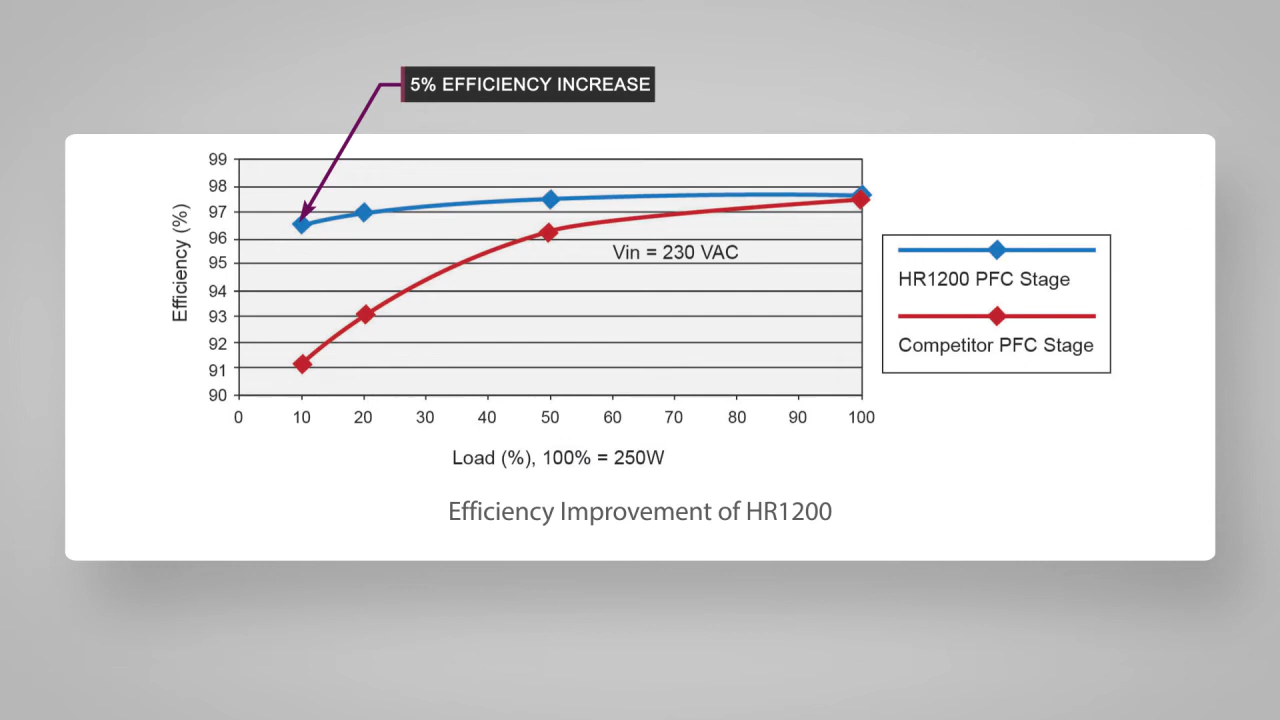 5% EFFICIENCY INCREASE
99
98
97
96
95
94
93
92
91
90
Efficiency (%)
0 10 20 30 40 50 60 70 80 90 100
Vin = 230 VAC
Load (%), 100% = 250W
HR1200 PFC Stage
Competitor PFC Stage
Efficiency Improvement of HR1200